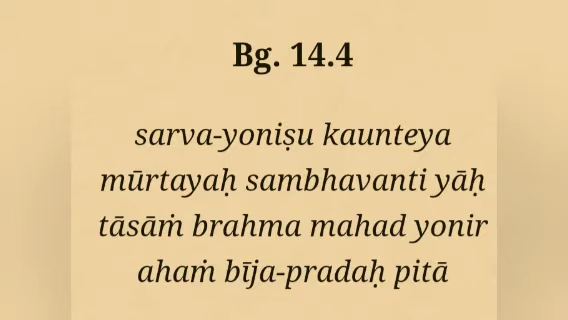 Bg. 14.4
sarva-yoniṣu kaunteya
mūrtayaḥ sambhavanti yāḥ
tāsāṁ brahma mahad yonir
ahaṁ bīja-pradaḥ pitā